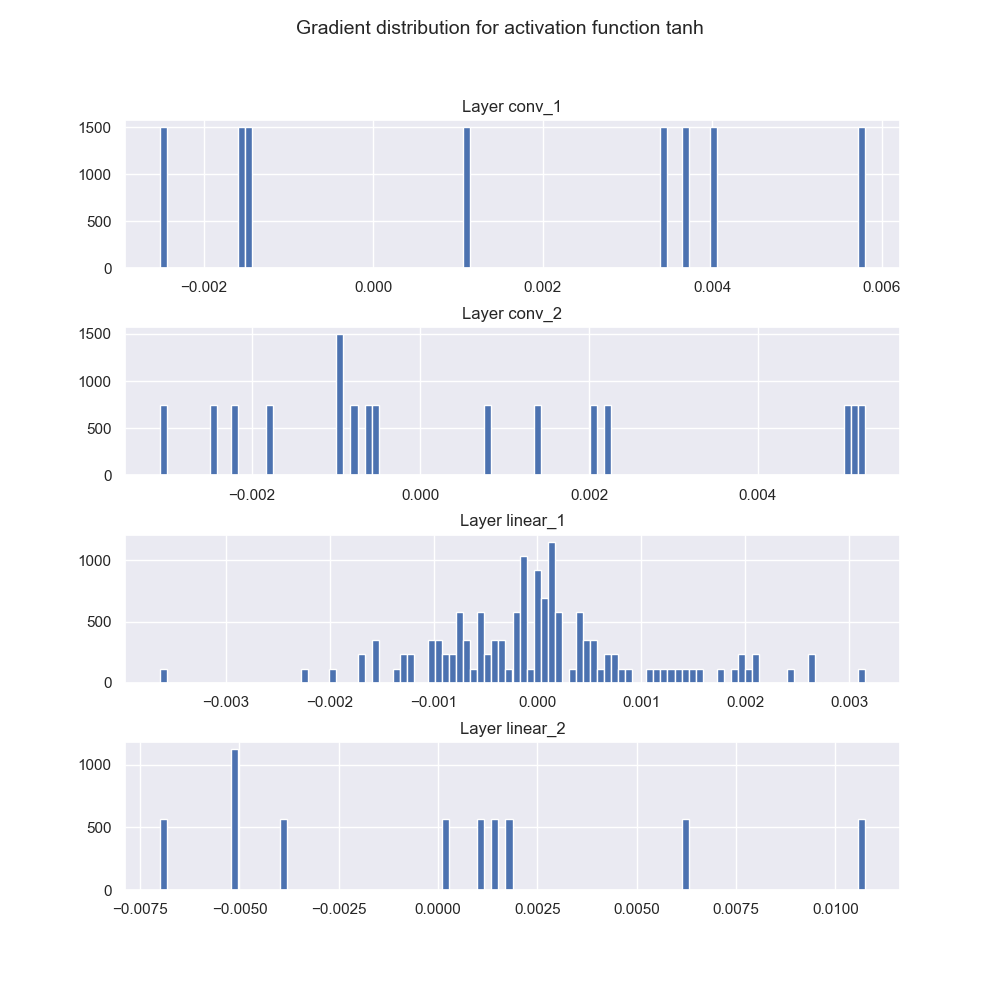 Gradient distribution for activation function tanh
Layer conv_1
1500
1000
500
0
−0.002 0.000 0.002 0.004 0.006
Layer conv_2
1500
1000
500
0
−0.002 0.000 0.002 0.004
Layer linear_1
1000
500
0
−0.003 −0.002 −0.001 0.000 0.001 0.002 0.003
Layer linear_2
1000
500
0
−0.0075 −0.0050 −0.0025 0.0000 0.0025 0.0050 0.0075 0.0100